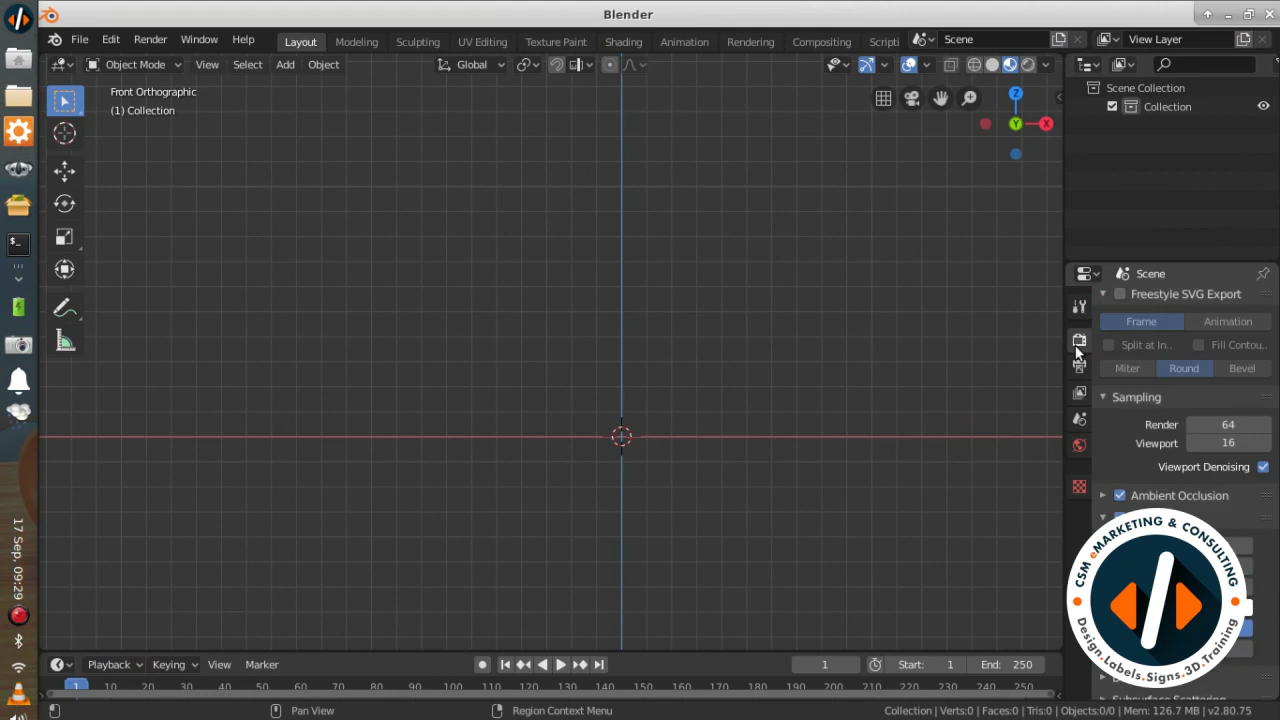 Blender
File Edit Render Window Help Layout Modeling Sculpting UV Editing Texture Paint Shading Animation Rendering Compositing Scripti Scene View Layer
Object Mode View Select Add Object Global
Front Orthographic
(1) Collection
Z
Y
X
Scene Collection
Collection
Scene
Freestyle SVG Export
Frame Animation
Split at In.. Fill Contou..
Miter Round Bevel
Sampling
Render 64
Viewport 16
Viewport Denoising
Ambient Occlusion
CSM eMARKETING & CONSULTING
Design.Labels.Signs.3D.Training
17 Sep, 09:29
Playback Keying View Marker 1 Start: 1 End: 250
1 10 20 30 40 50 60 70 80 90 100 110 120 130 140 150 160 170 180 190 200 210 220 230 240 250
Pan View Region Context Menu Collection | Verts:0 | Faces:0 | Tris:0 | Objects:0/0 | Mem: 126.7 MB | v2.80.75